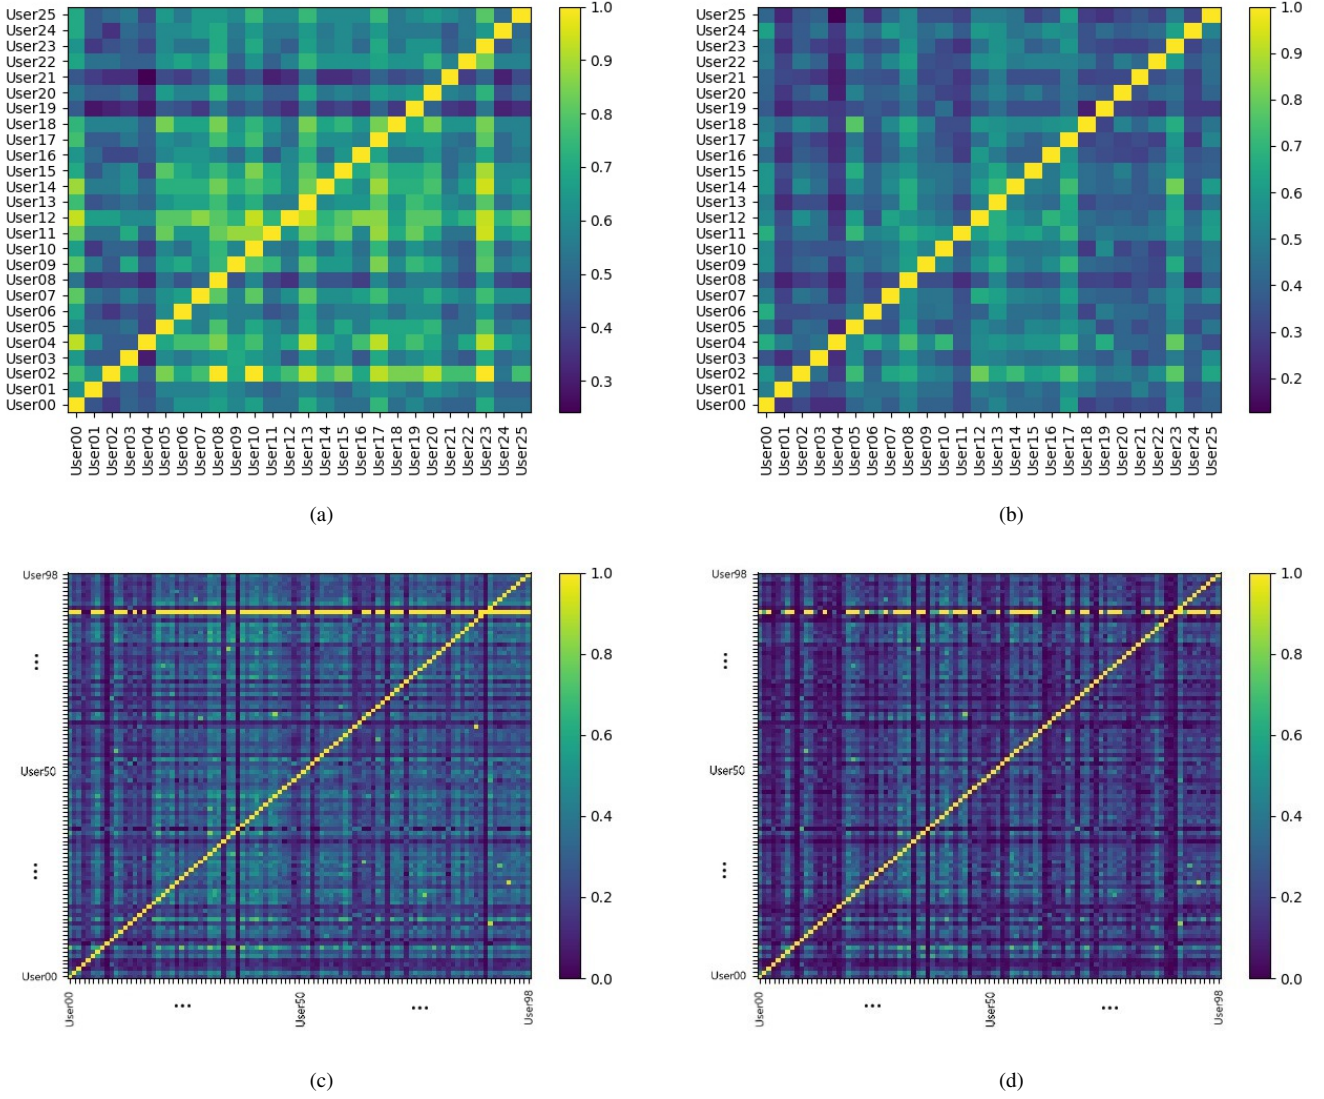 User25
User24
User23
User22
User21
User20
User19
User18
User17
User16
User15
User14
User13
User12
User11
User10
User09
User08
User07
User06
User05
User04
User03
User02
User01
User00
User00
User01
User02
User03
User04
User05
User06
User07
User08
User09
User10
User11
User12
User13
User14
User15
User16
User17
User18
User19
User20
User21
User22
User23
User24
User25
1.0
0.9
0.8
0.7
0.6
0.5
0.4
0.3
(a)
User25
User24
User23
User22
User21
User20
User19
User18
User17
User16
User15
User14
User13
User12
User11
User10
User09
User08
User07
User06
User05
User04
User03
User02
User01
User00
User00
User01
User02
User03
User04
User05
User06
User07
User08
User09
User10
User11
User12
User13
User14
User15
User16
User17
User18
User19
User20
User21
User22
User23
User24
User25
1.0
0.9
0.8
0.7
0.6
0.5
0.4
0.3
0.2
(b)
User98
...
User50
...
User00
User00
...
User50
...
User98
1.0
0.8
0.6
0.4
0.2
0.0
(c)
User98
...
User50
...
User00
User00
...
User50
...
User98
1.0
0.8
0.6
0.4
0.2
0.0
(d)